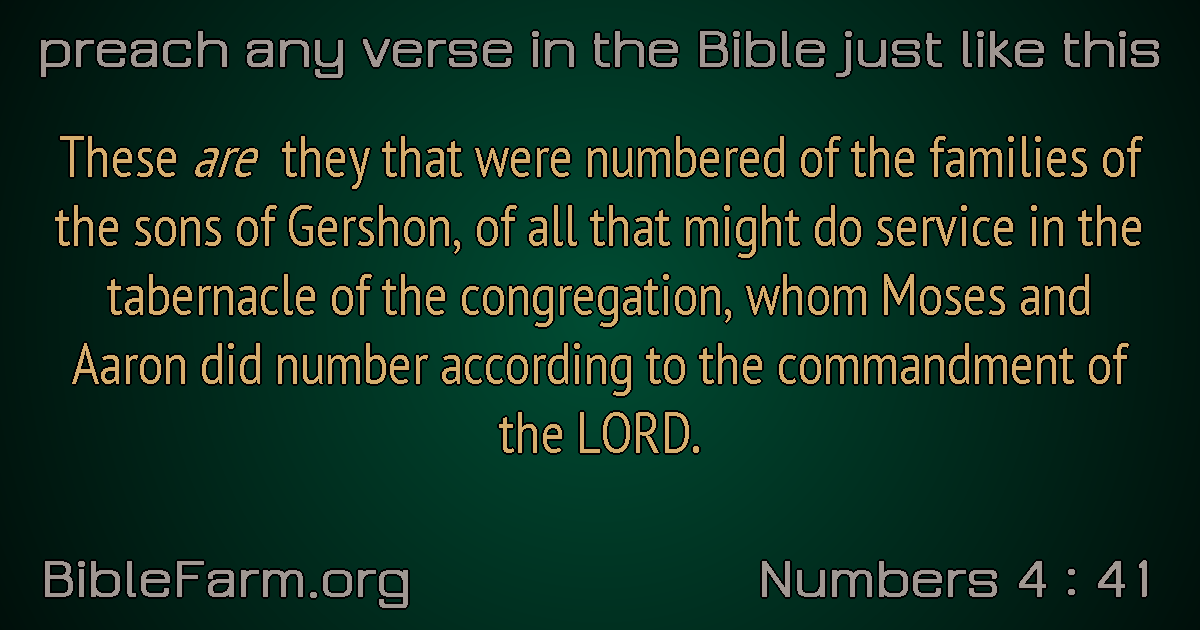 preach any verse in the Bible just like this
These are they that were numbered of the families of
the sons of Gershon, of all that might do service in the
tabernacle of the congregation, whom Moses and
Aaron did number according to the commandment of
the LORD.
BibleFarm.org
Numbers 4 : 41